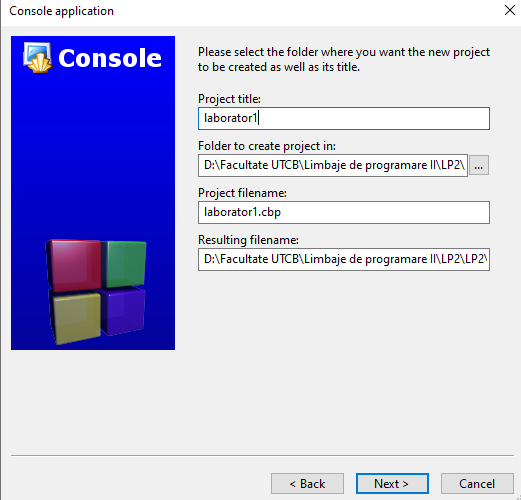 Console application
Console
Please select the folder where you want the new project
to be created as well as its title.
Project title:
laborator1
Folder to create project in:
D:\Facultate UTCB\Limbaje de programare II\LP2\
...
Project filename:
laborator1.cbp
Resulting filename:
D:\Facultate UTCB\Limbaje de programare II\LP2\LP2\
< Back
Next >
Cancel